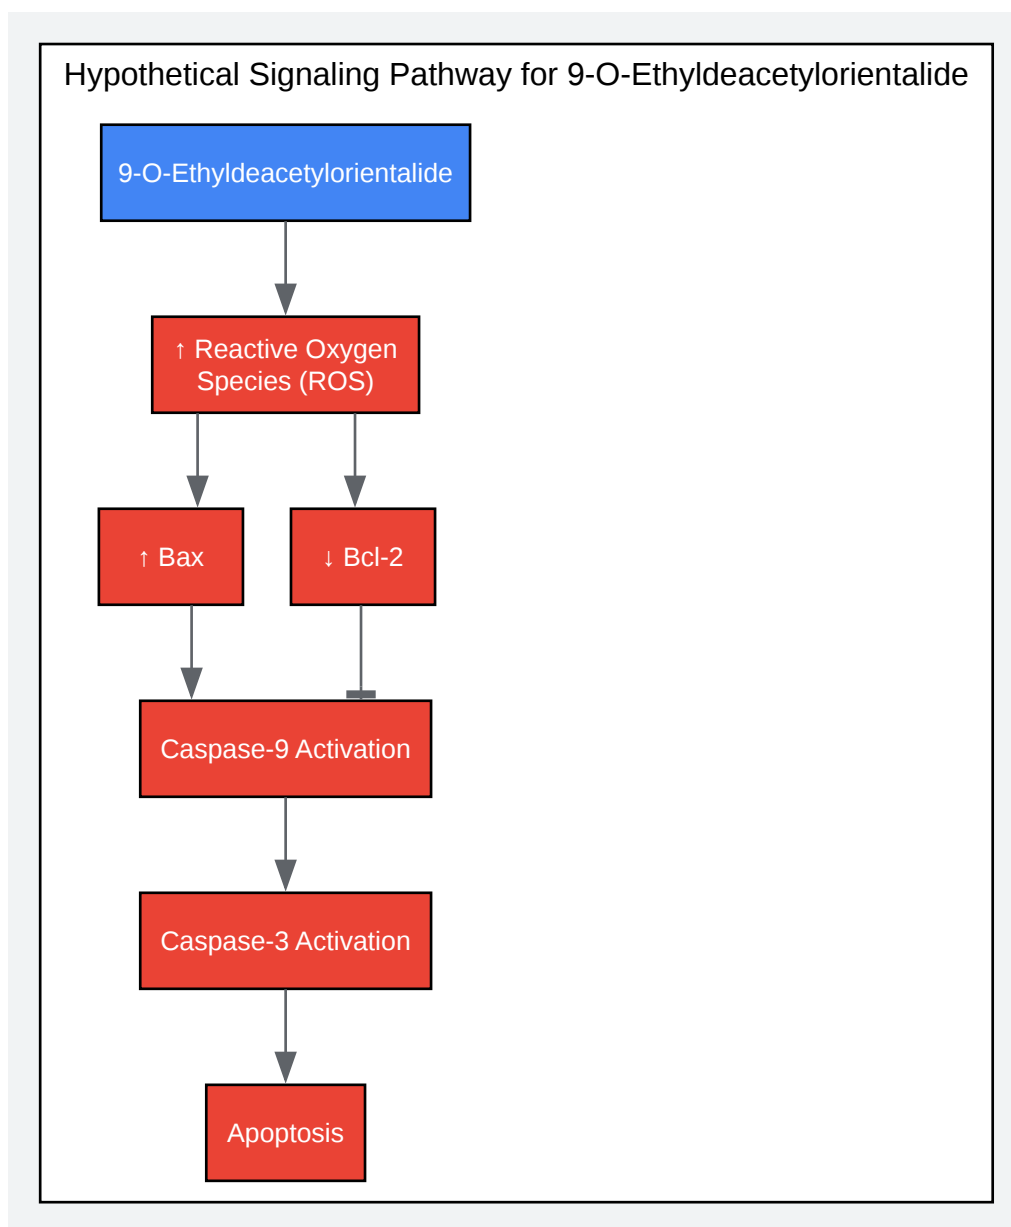 Hypothetical Signaling Pathway for 9-O-Ethyldeacetylorientalide
9-O-Ethyldeacetylorientalide
↑ Reactive Oxygen
Species (ROS)
↑ Bax
↓ Bcl-2
Caspase-9 Activation
Caspase-3 Activation
Apoptosis